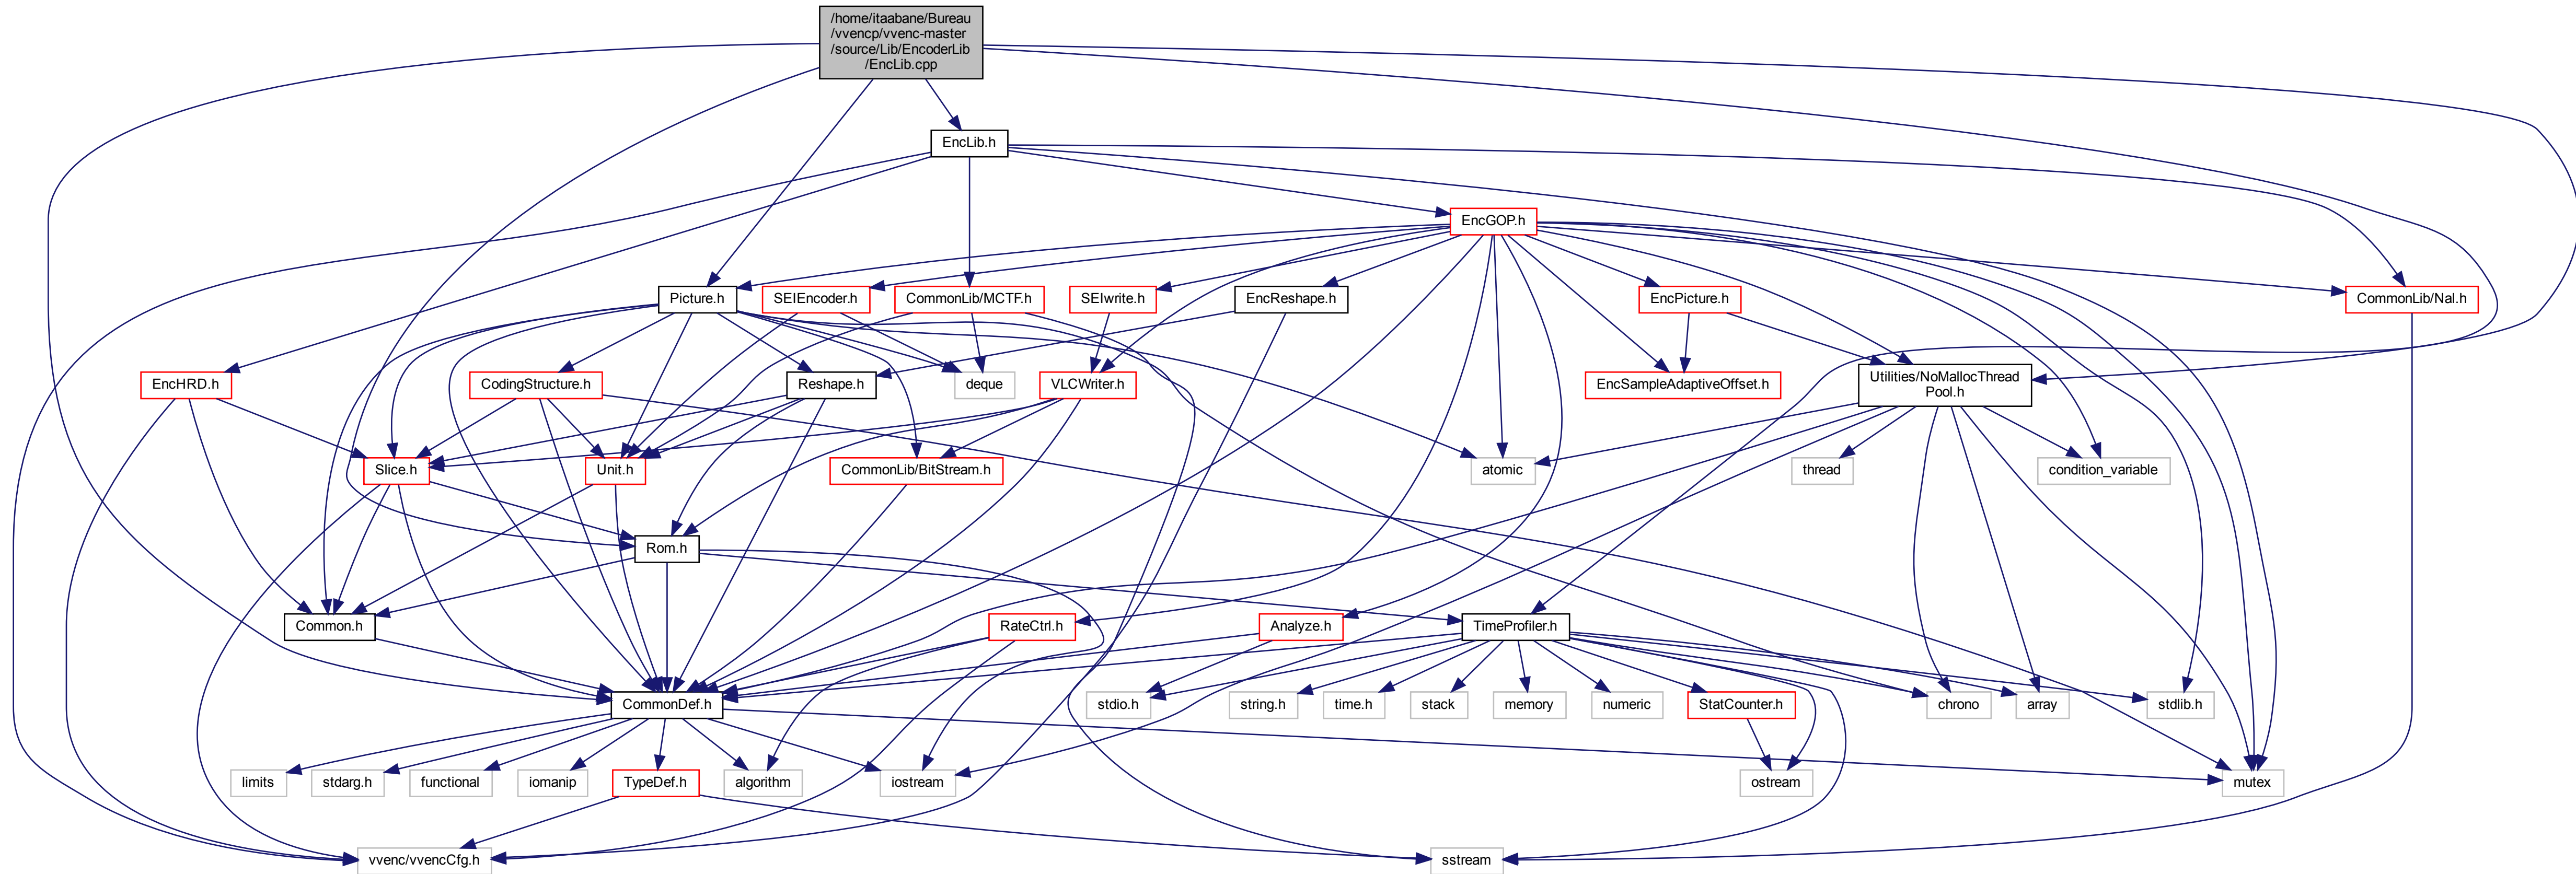 /home/itaabane/Bureau
/vvencp/vvenc-master
/source/Lib/EncoderLib
/EncLib.cpp
EncLib.h
EncGOP.h
Picture.h
SEIEncoder.h
CommonLib/MCTF.h
SEIwrite.h
EncReshape.h
EncPicture.h
CommonLib/Nal.h
EncHRD.h
CodingStructure.h
Reshape.h
deque
VLCWriter.h
EncSampleAdaptiveOffset.h
Utilities/NoMallocThread
Pool.h
Slice.h
Unit.h
CommonLib/BitStream.h
atomic
thread
condition_variable
Rom.h
Common.h
RateCtrl.h
Analyze.h
TimeProfiler.h
CommonDef.h
stdio.h
string.h
time.h
stack
memory
numeric
StatCounter.h
chrono
array
stdlib.h
limits
stdarg.h
functional
iomanip
TypeDef.h
algorithm
iostream
ostream
mutex
vvenc/vvencCfg.h
sstream